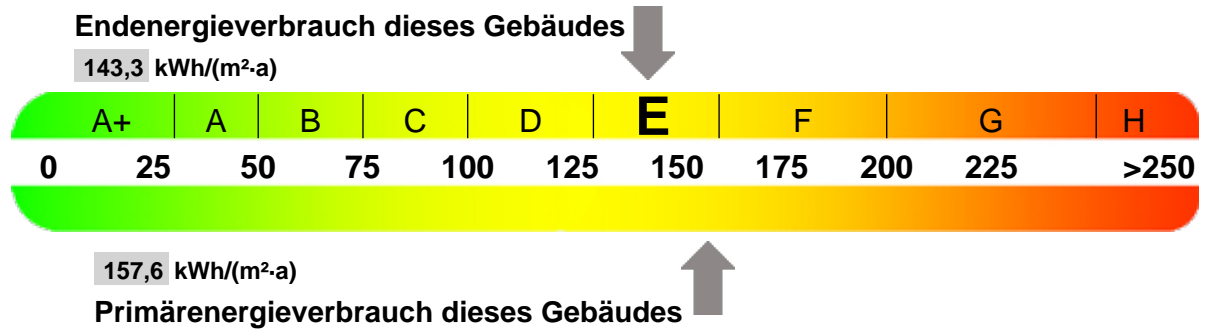 Endenergieverbrauch dieses Gebäudes
143,3 kWh/(m²·a)
A+ A B C D E F G H
0 25 50 75 100 125 150 175 200 225 >250
157,6 kWh/(m²·a)
Primärenergieverbrauch dieses Gebäudes